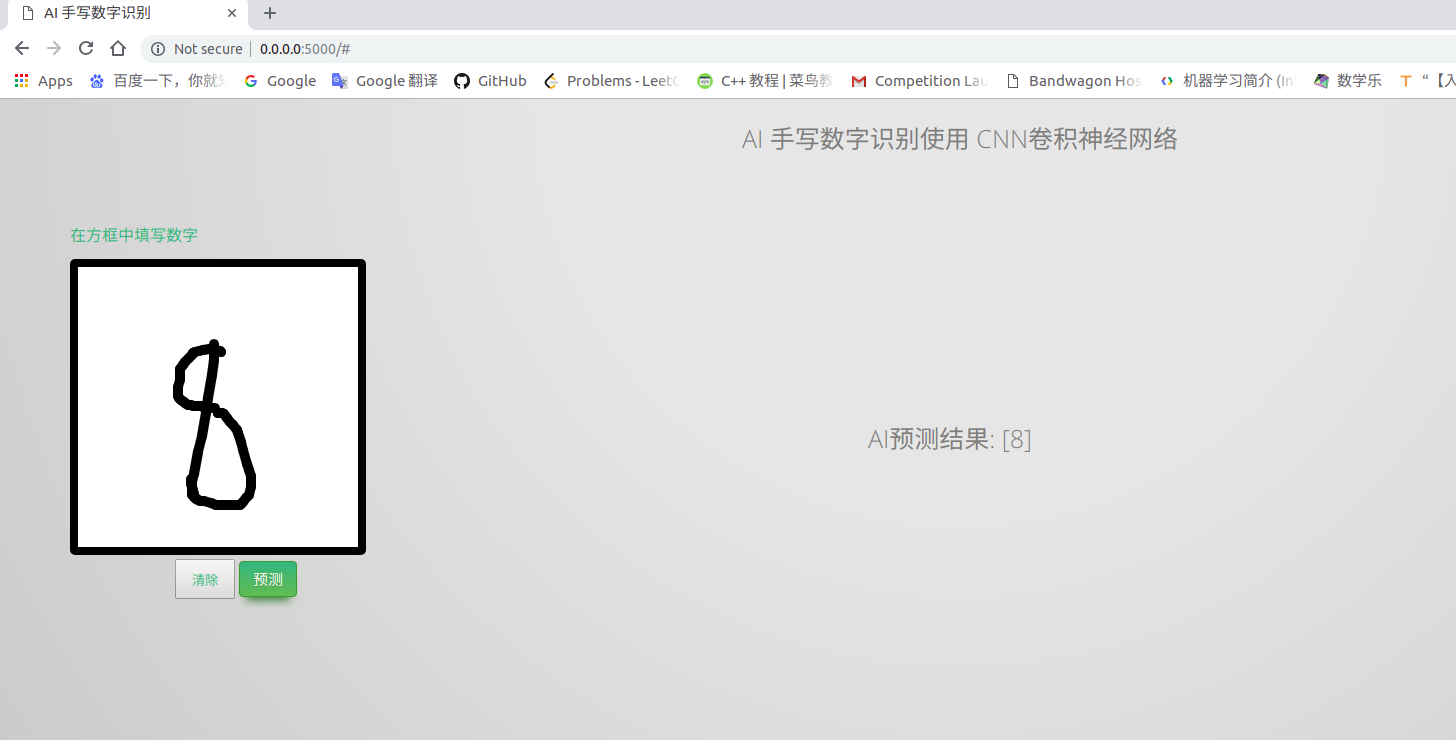 AI 手写数字识别
Not secure 0.0.0.0:5000/#
Apps 百度一下，你就 Google Google 翻译 GitHub Problems - Leet C++ 教程 | 菜鸟教 Competition Lau Bandwagon Hos 机器学习简介 (In 数学乐 “【入
AI 手写数字识别使用 CNN卷积神经网络
在方框中填写数字
8
AI预测结果: [8]
清除 预测